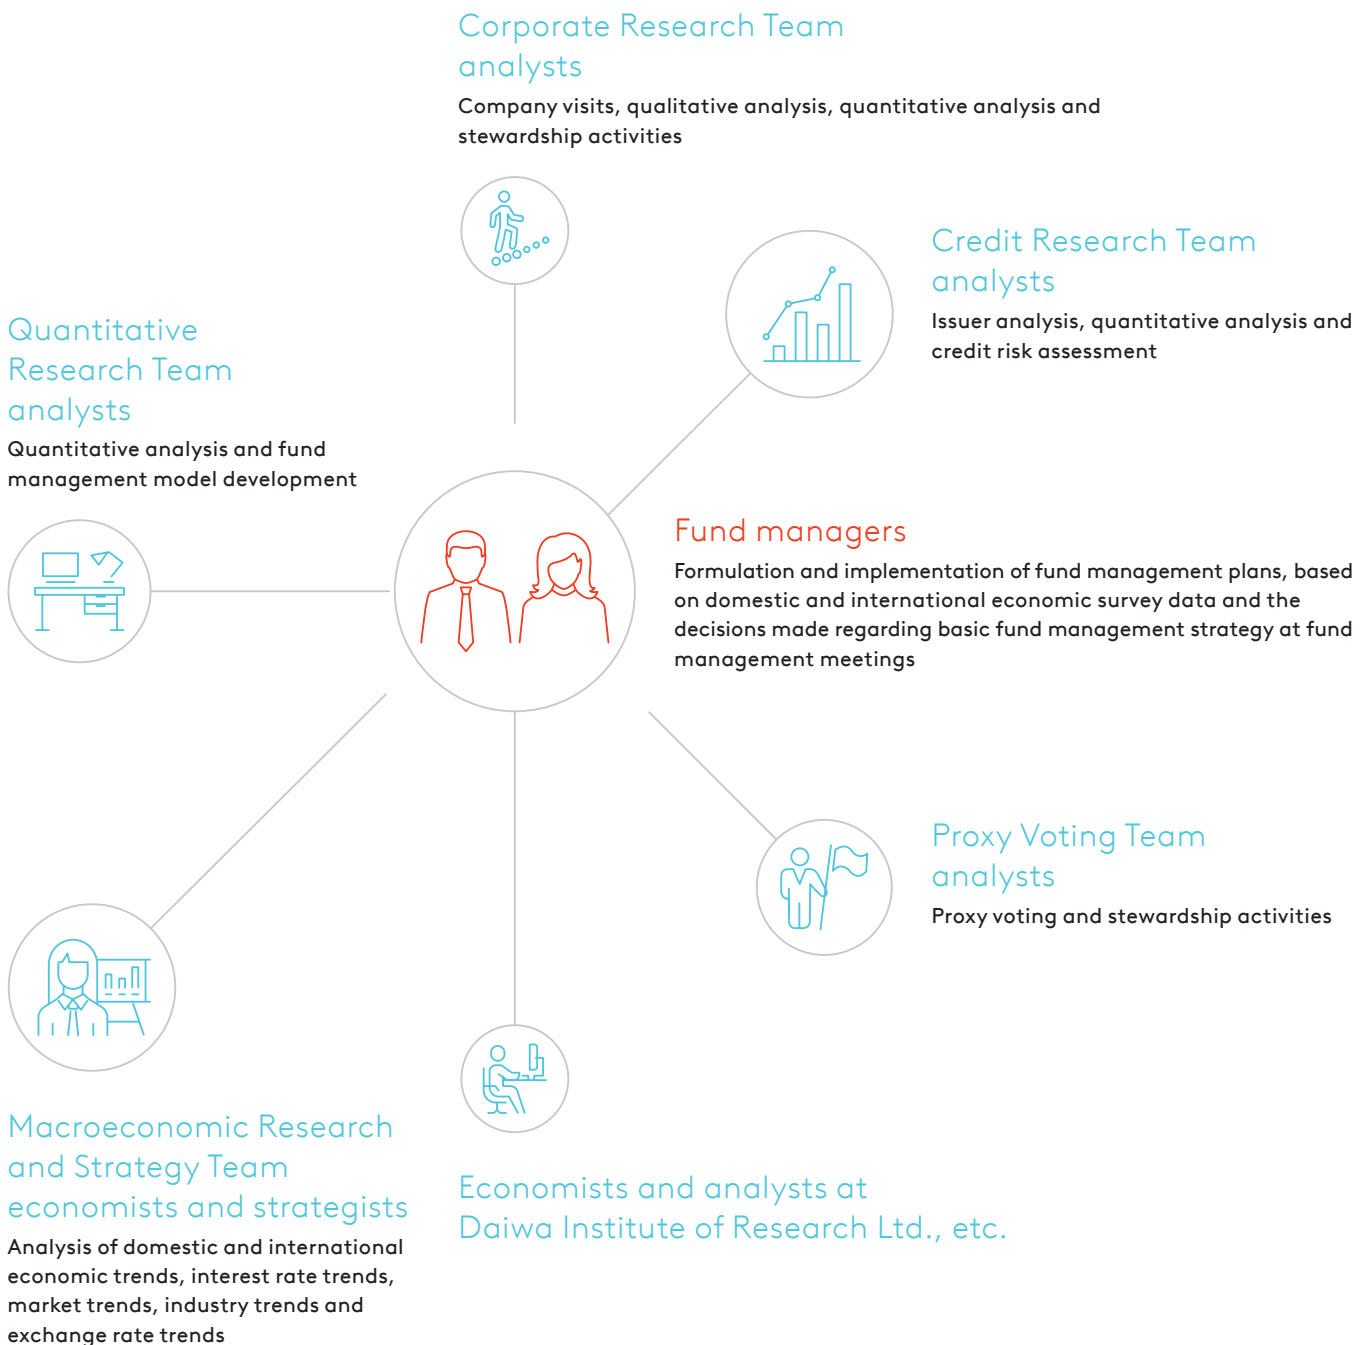 Corporate Research Team
analysts
Company visits, qualitative analysis, quantitative analysis and
stewardship activities
Credit Research Team
analysts
Issuer analysis, quantitative analysis and
credit risk assessment
Quantitative
Research Team
analysts
Quantitative analysis and fund
management model development
Fund managers
Formulation and implementation of fund management plans, based
on domestic and international economic survey data and the
decisions made regarding basic fund management strategy at fund
management meetings
Proxy Voting Team
analysts
Proxy voting and stewardship activities
Macroeconomic Research
and Strategy Team
economists and strategists
Analysis of domestic and international
economic trends, interest rate trends,
market trends, industry trends and
exchange rate trends
Economists and analysts at
Daiwa Institute of Research Ltd., etc.